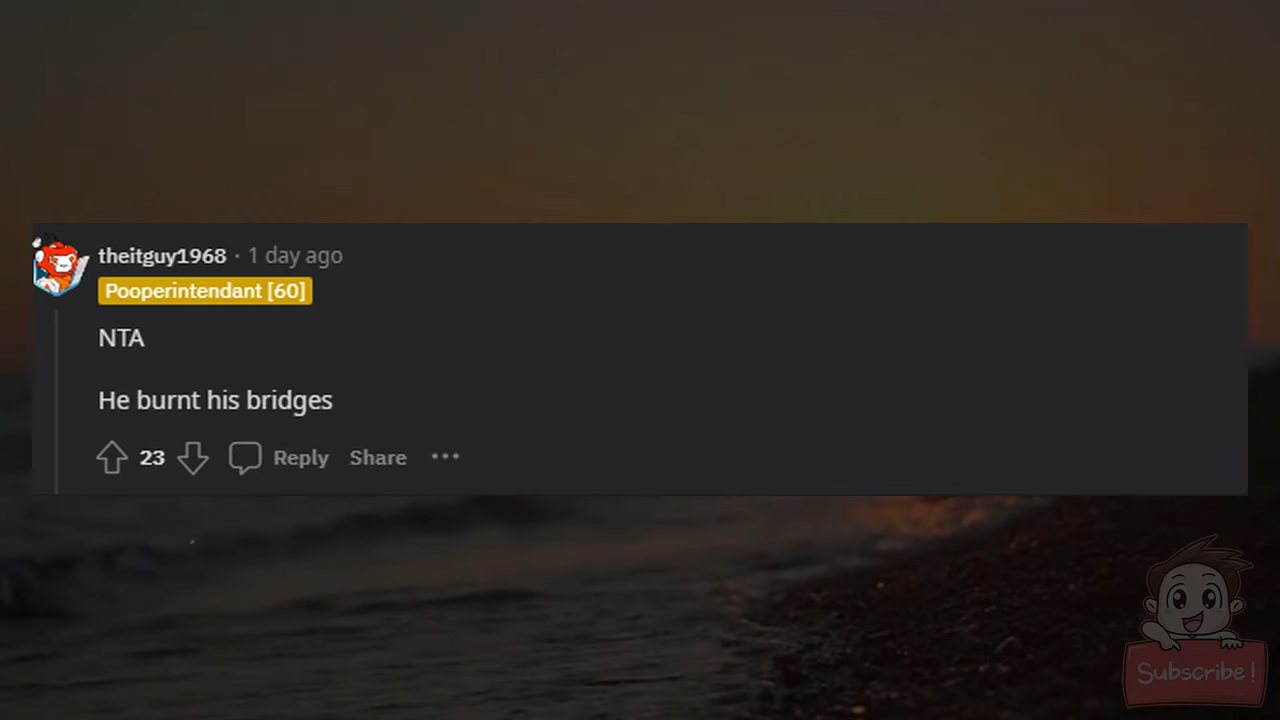 theitguy1968 · 1 day ago
Pooperintendant [60]
NTA
He burnt his bridges
23 Reply Share ···
Subscribe!